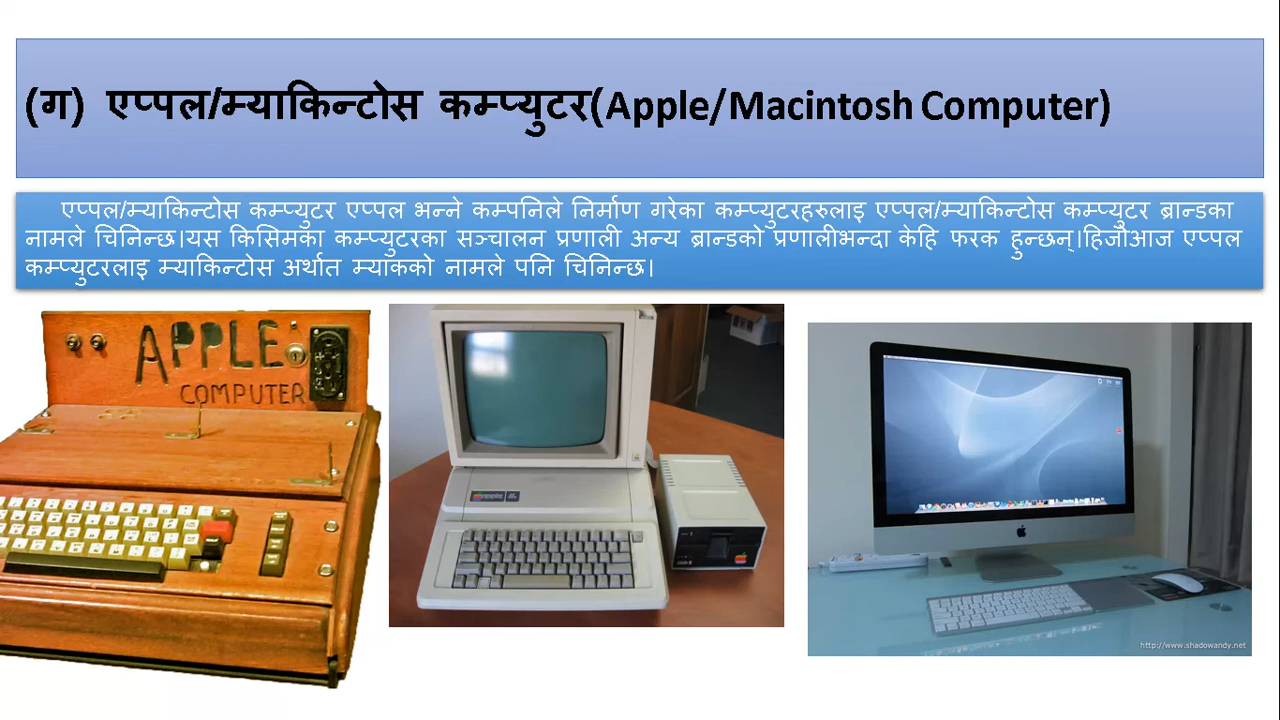 (ग) एप्पल/म्याकिन्टोस कम्प्युटर(Apple/Macintosh Computer)
एप्पल/म्याकिन्टोस कम्प्युटर एप्पल भन्ने कम्पनिले निर्माण गरेका कम्प्युटरहरुलाइ एप्पल/म्याकिन्टोस कम्प्युटर ब्रान्डका
नामले चिनिन्छ।यस किसिमका कम्प्युटरका सञ्चालन प्रणाली अन्य ब्रान्डको प्रणालीभन्दा केहि फरक हुन्छन्।हिजोआज एप्पल
कम्प्युटरलाइ म्याकिन्टोस अर्थात म्याकको नामले पनि चिनिन्छ।
APPLE
COMPUTER
apple
http://www.shadowandy.net